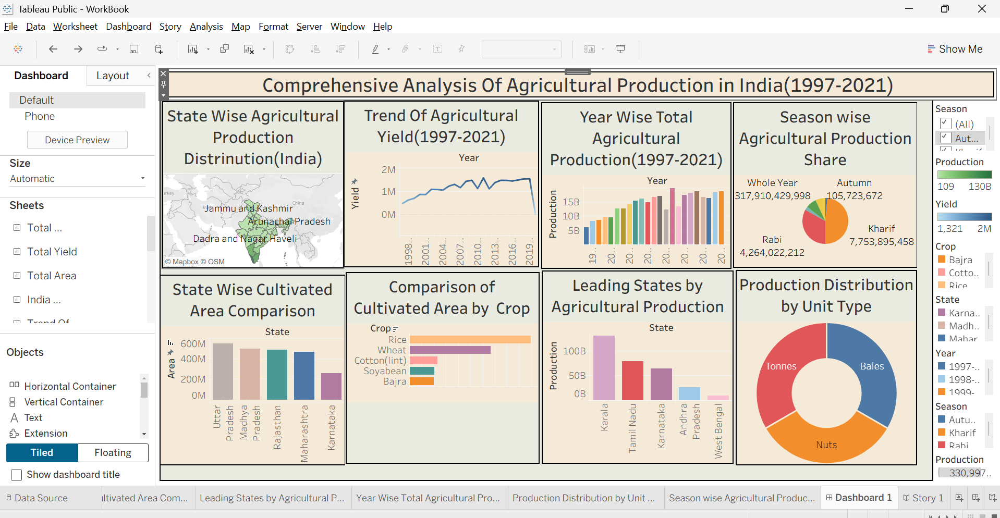 Tableau Public - WorkBook
File Data Worksheet Dashboard Story Analysis Map Format Server Window Help
Show Me
Dashboard
Layout
Default
Phone
Device Preview
Size
Automatic
Sheets
Total ...
Total Yield
Total Area
India ...
Trend Of
Objects
Horizontal Container
Vertical Container
Text
Extension
Tiled
Floating
Show dashboard title
Comprehensive Analysis Of Agricultural Production in India(1997-2021)
State Wise Agricultural
Production
Distrinution(India)
China
Jammu and Kashmir
Arunachal Pradesh
Dadra and Nagar Haveli
© Mapbox © OSM
Trend Of Agricultural
Yield(1997-2021)
Year
Yield
2M
1M
0M
1998..
2001..
2004..
2007..
2010..
2013..
2016..
2019..
Year Wise Total
Agricultural
Production(1997-2021)
Year
Production
15B
10B
5B
19..
20..
20..
20..
20..
20..
20..
20..
Season wise
Agricultural Production
Share
Whole Year
317,910,429,998
Autumn
105,723,672
Kharif
7,753,895,458
Rabi
4,264,022,212
State Wise Cultivated
Area Comparison
State
Area
600M
400M
200M
0M
Uttar
Pradesh
Madhya
Pradesh
Rajasthan
Maharashtra
Karnataka
Comparison of
Cultivated Area by  Crop
Crop
Rice
Wheat
Cotton(lint)
Soyabean
Bajra
Leading States by
Agricultural Production
State
Production
100B
50B
0B
Kerala
Tamil Nadu
Karnataka
Andhra
Pradesh
West Bengal
Production Distribution
by Unit Type
Tonnes
Bales
Nuts
Season
(All)
Aut...
Kharif
Production
109 130B
Yield
1,321 2M
Crop
Bajra
Cotto..
Rice
State
Karna..
Madh..
Mahar
Year
1997-..
1998-..
1999-
Season
Autu..
Kharif
Rabi
Production
330,997..
Data Source
ltivated Area Com...
Leading States by Agricultural P...
Year Wise Total Agricultural Pro...
Production Distribution by Unit ...
Season wise Agricultural Produc...
Dashboard 1
Story 1